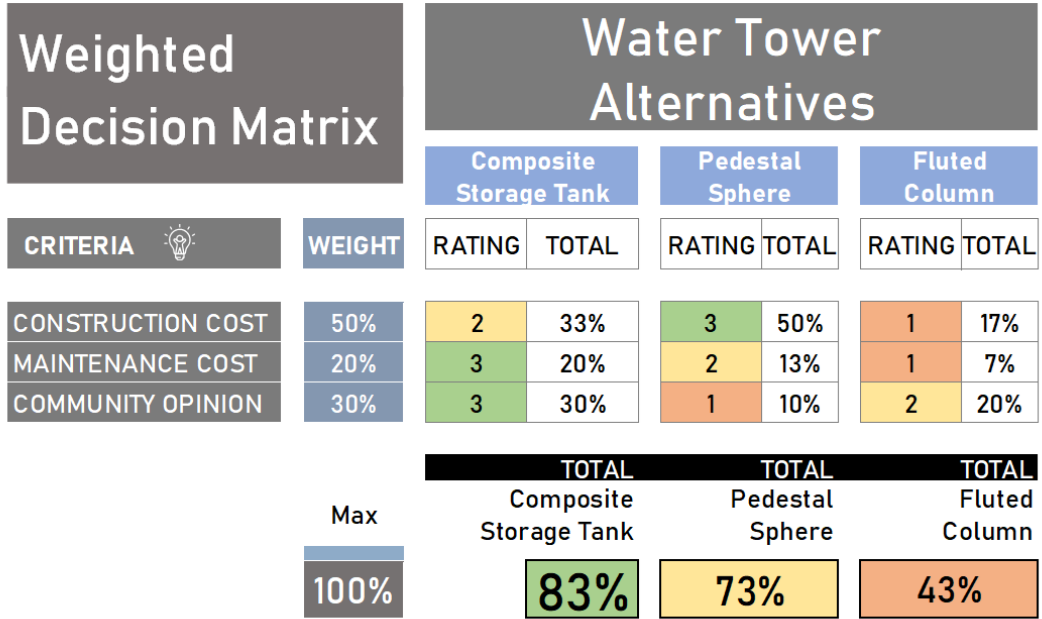 Weighted
Decision Matrix
Water Tower
Alternatives
Composite
Storage Tank
Pedestal
Sphere
Fluted
Column
CRITERIA WEIGHT RATING TOTAL RATING TOTAL RATING TOTAL
CONSTRUCTION COST 50% 2 33% 3 50% 1 17%
MAINTENANCE COST 20% 3 20% 2 13% 1 7%
COMMUNITY OPINION 30% 3 30% 1 10% 2 20%
TOTAL TOTAL TOTAL
Composite
Storage Tank
Pedestal
Sphere
Fluted
Column
Max
100% 83% 73% 43%